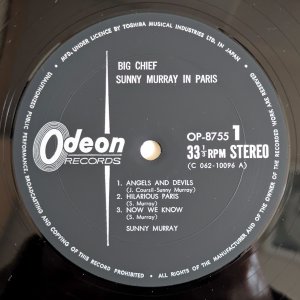 MFD. UNDER LICENCE BY TOSHIBA MUSICAL INDUSTRIES LTD. IN JAPAN
BIG CHIEF
SUNNY MURRAY IN PARIS
Odeon
RECORDS
OP-8755 1
33⅓ RPM STEREO
(C 062-10096 A)
1. ANGELS AND DEVILS
(J. Coursil-Sunny Murray)
2. HILARIOUS PARIS
(S. Murray)
3. NOW WE KNOW
(S. Murray)
SUNNY MURRAY
ALL RIGHTS OF THE MANUFACTURER AND OF THE OWNER OF THE RECORDED WORK RESERVED
UNAUTHORISED PUBLIC PERFORMANCE, BROADCASTING AND COPYING OF THIS RECORD PROHIBITED